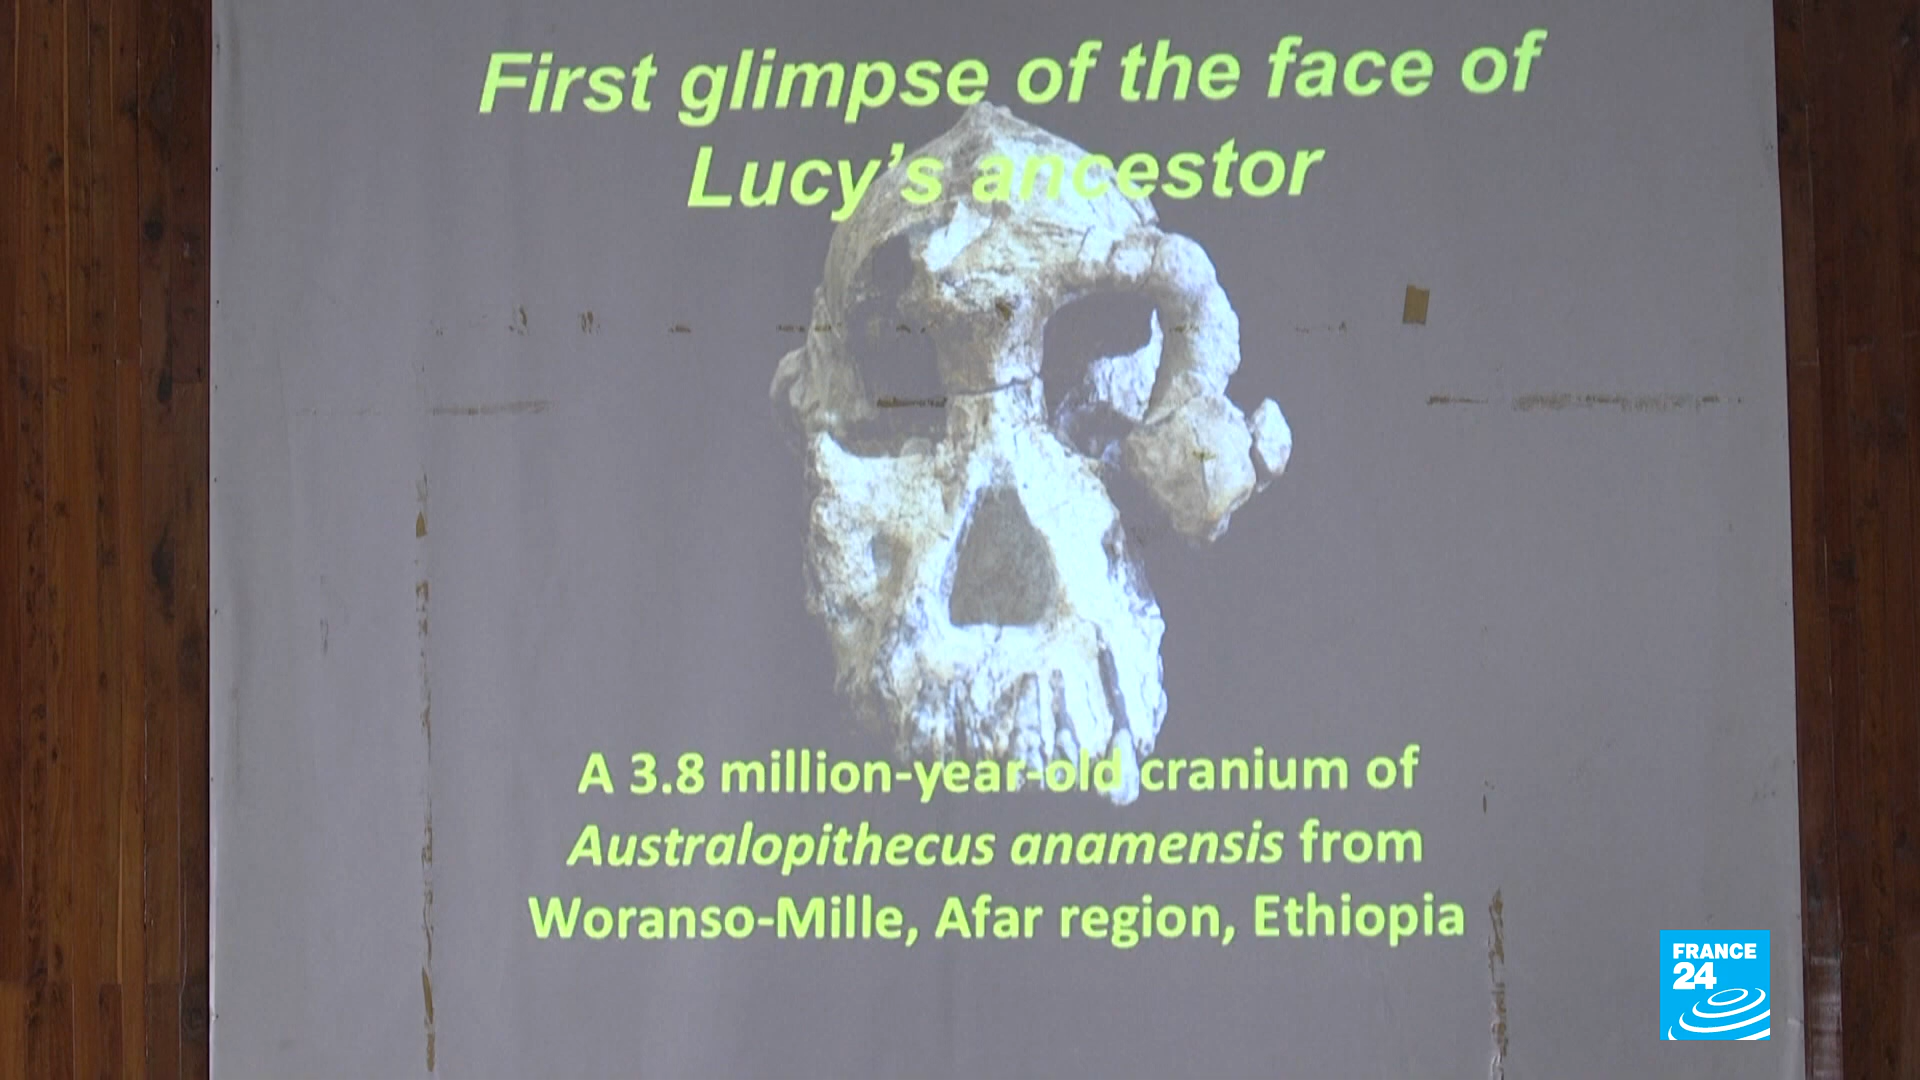 First glimpse of the face of
Lucy's ancestor
A 3.8 million-year-old cranium of
Australopithecus anamensis from
Woranso-Mille, Afar region, Ethiopia
FRANCE
24